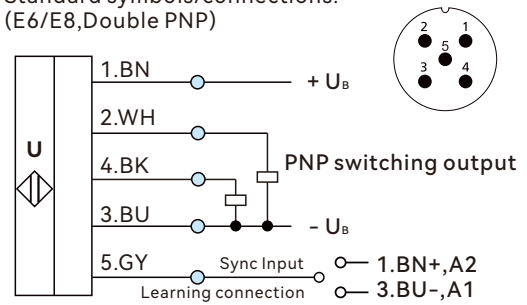 Standard symbols/connections:
(E6/E8,Double PNP)
2 1
5
3 4
1.BN + UB
2.WH
U
PNP switching output
4.BK
3.BU - UB
5.GY Sync Input 1.BN+,A2
Learning connection 3.BU-,A1